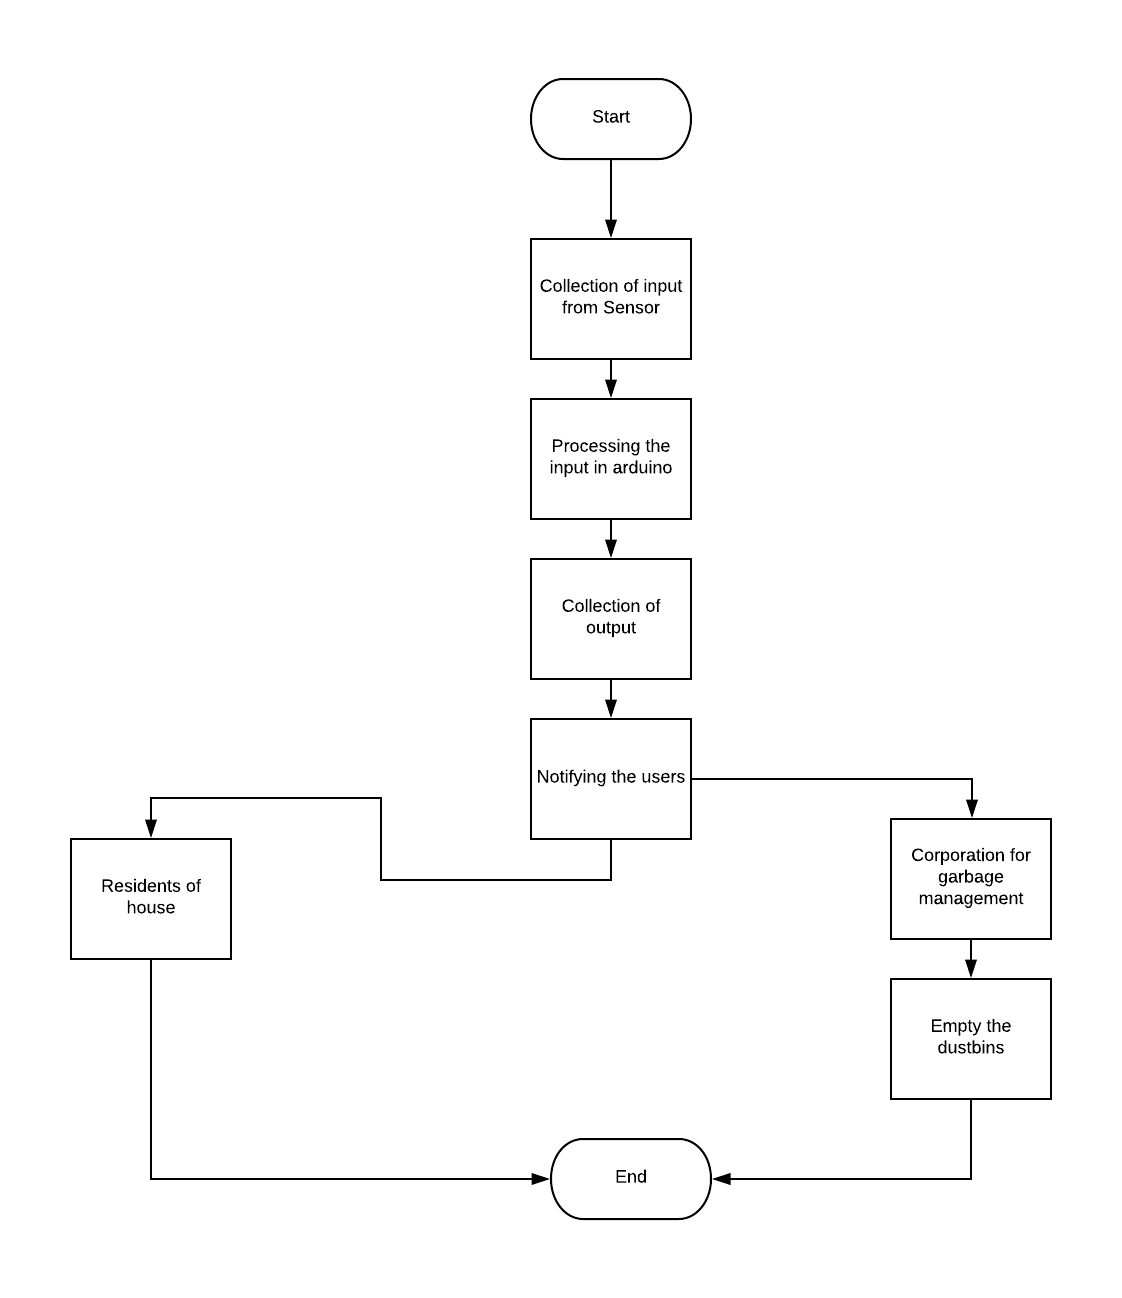 Start
Collection of input
from Sensor
Processing the
input in arduino
Collection of
output
Notifying the users
Residents of
house
Corporation for
garbage
management
Empty the
dustbins
End